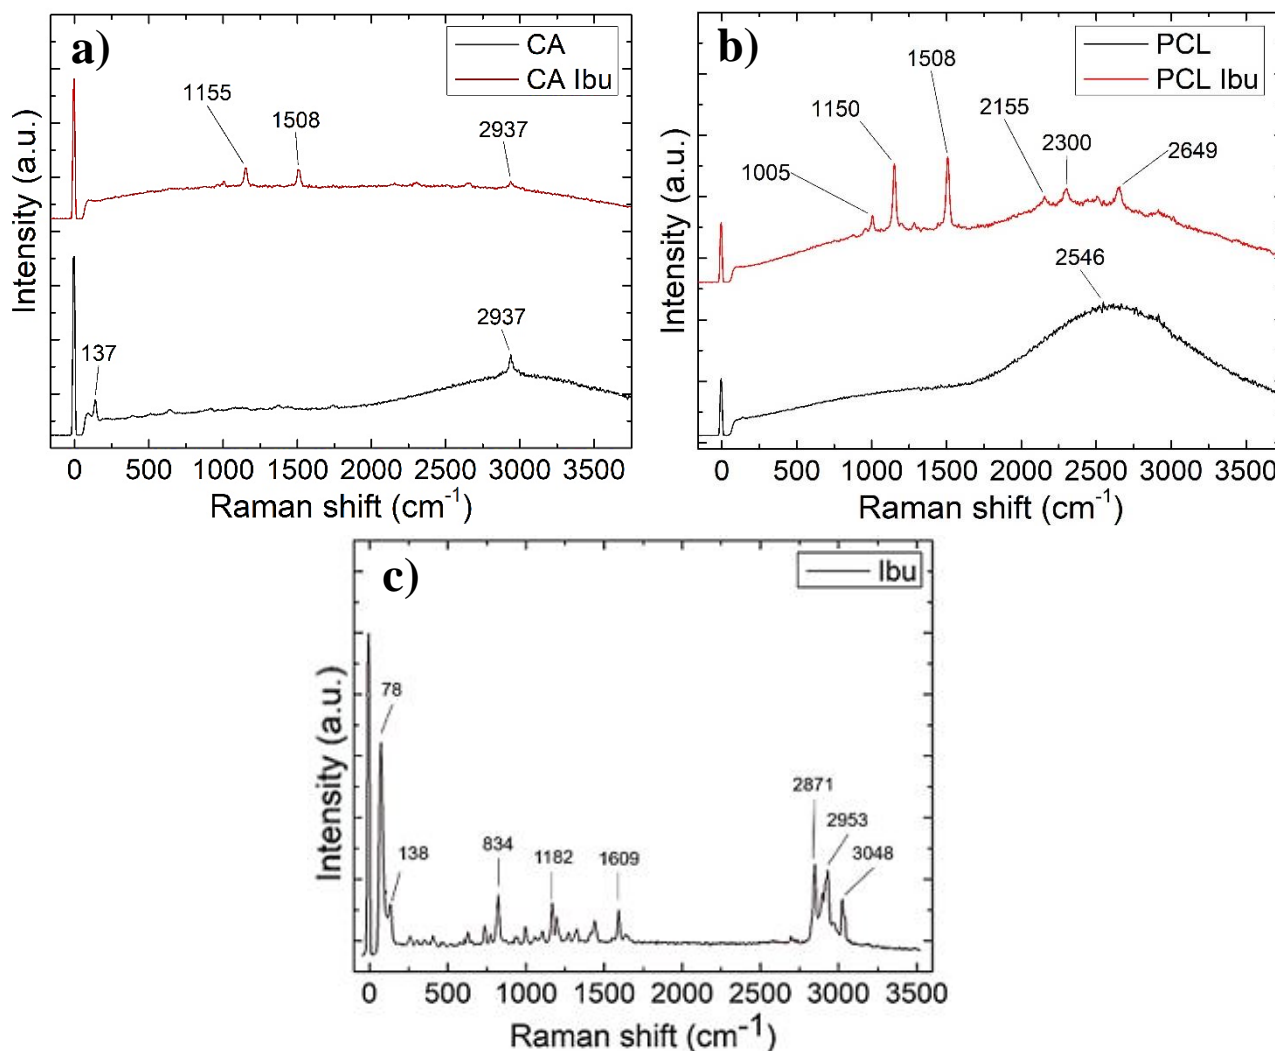 a)
CA
CA Ibu
1155
1508
2937
2937
137
Intensity (a.u.)
0 500 1000 1500 2000 2500 3000 3500
Raman shift (cm-1)
b)
PCL
PCL Ibu
1508
1150
2155
2300
2649
1005
2546
Intensity (a.u.)
0 500 1000 1500 2000 2500 3000 3500
Raman shift (cm-1)
c)
Ibu
78
138
834
1182
1609
2871
2953
3048
Intensity (a.u.)
0 500 1000 1500 2000 2500 3000 3500
Raman shift (cm-1)